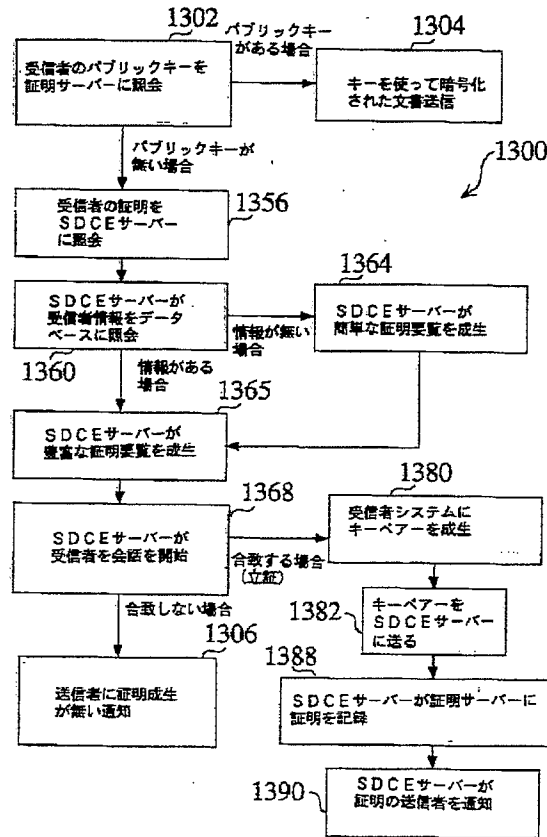 1302
受信者のパブリックキーを
証明サーバーに照会
パブリックキー
がある場合
1304
キーを使って暗号化
された文書送信
1300
パブリックキーが
無い場合
1356
受信者の証明を
SDCEサーバー
に照会
1360
SDCEサーバーが
受信者情報をデータ
ベースに照会
情報が無い
場合
1364
SDCEサーバーが
簡単な証明要覧を成生
情報がある
場合
1365
SDCEサーバーが
豊富な証明要覧を成生
1368
SDCEサーバーが
受信者を会話を開始
合致する場合
(立証)
1380
受信者システムに
キーペアーを成生
1382
キーペアーを
SDCEサーバー
に送る
合致しない場合
1306
送信者に証明成生
が無い通知
1388
SDCEサーバーが証明サーバーに
証明を記録
1390
SDCEサーバーが
証明の送信者を通知